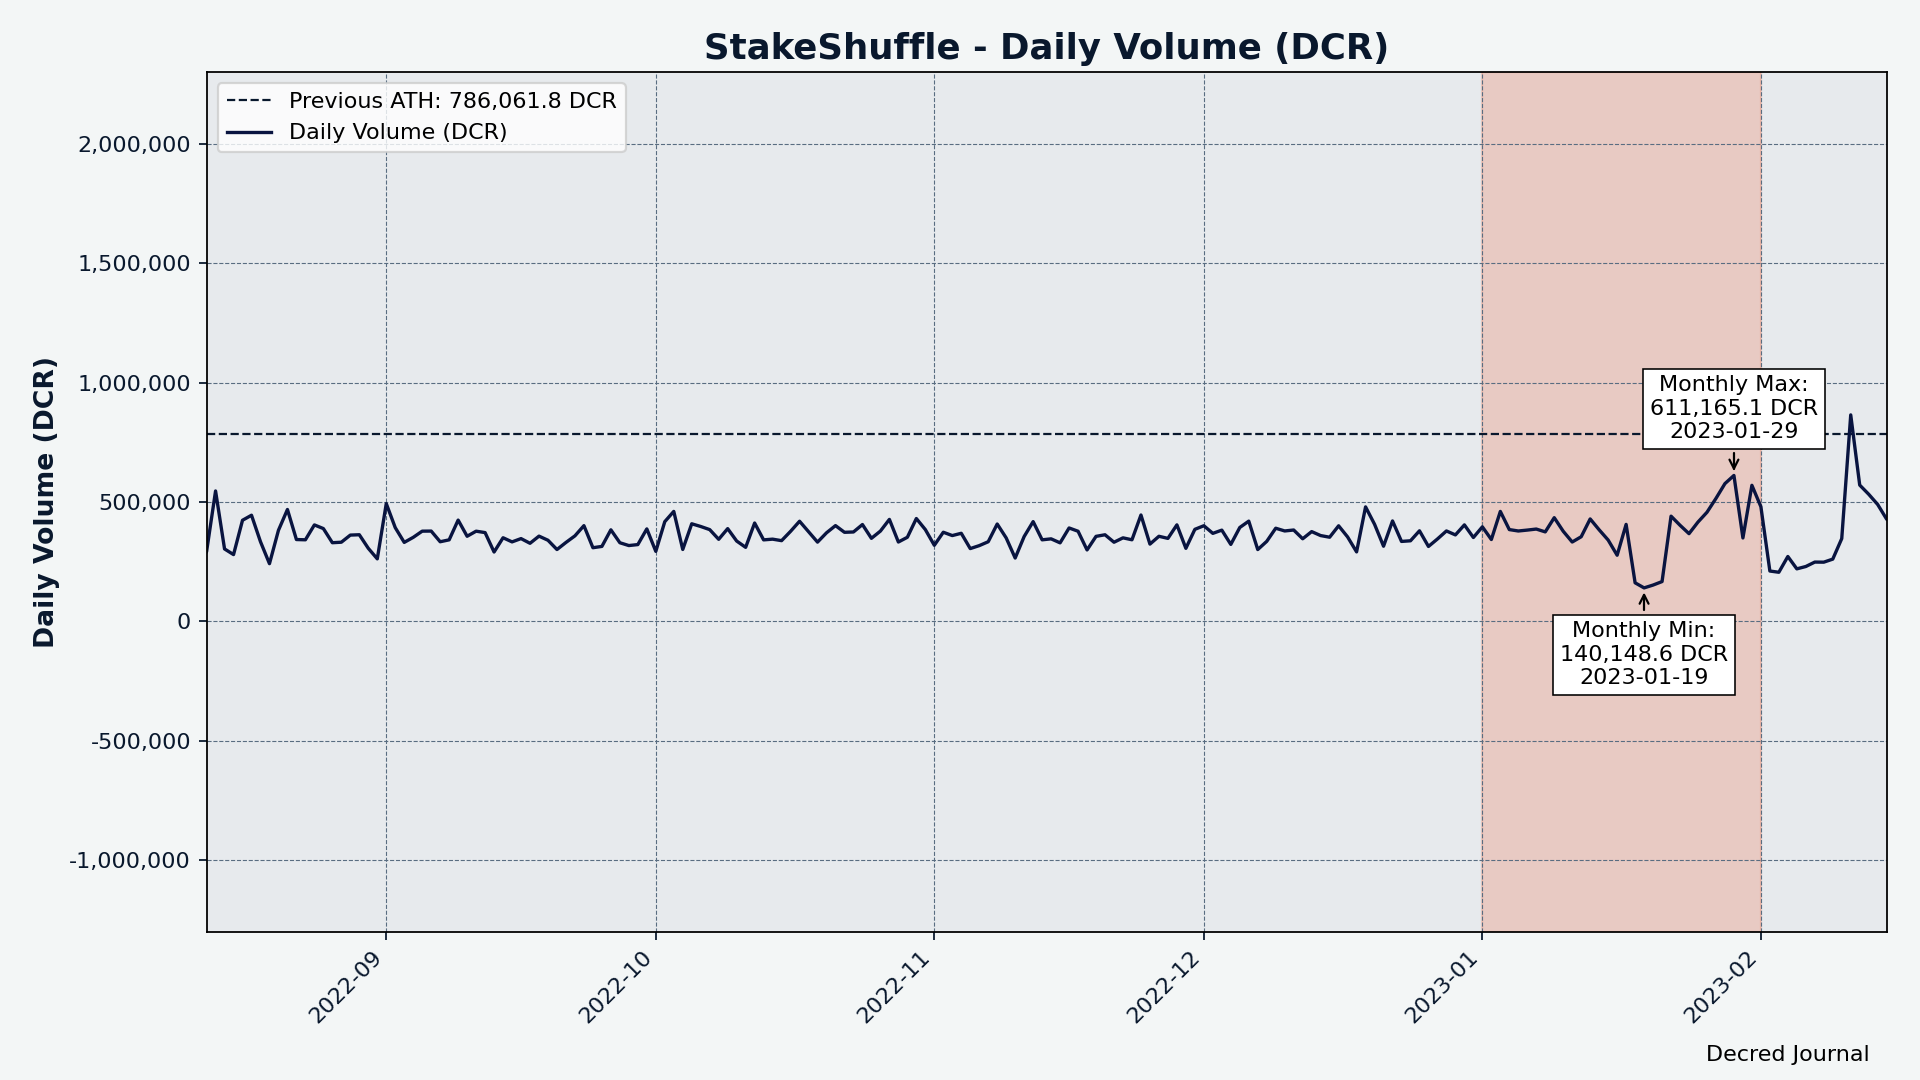 StakeShuffle - Daily Volume (DCR)
Previous ATH: 786,061.8 DCR
Daily Volume (DCR)
Daily Volume (DCR)
2,000,000
1,500,000
1,000,000
500,000
0
-500,000
-1,000,000
Monthly Max:
611,165.1 DCR
2023-01-29
Monthly Min:
140,148.6 DCR
2023-01-19
2022-09
2022-10
2022-11
2022-12
2023-01
2023-02
Decred Journal